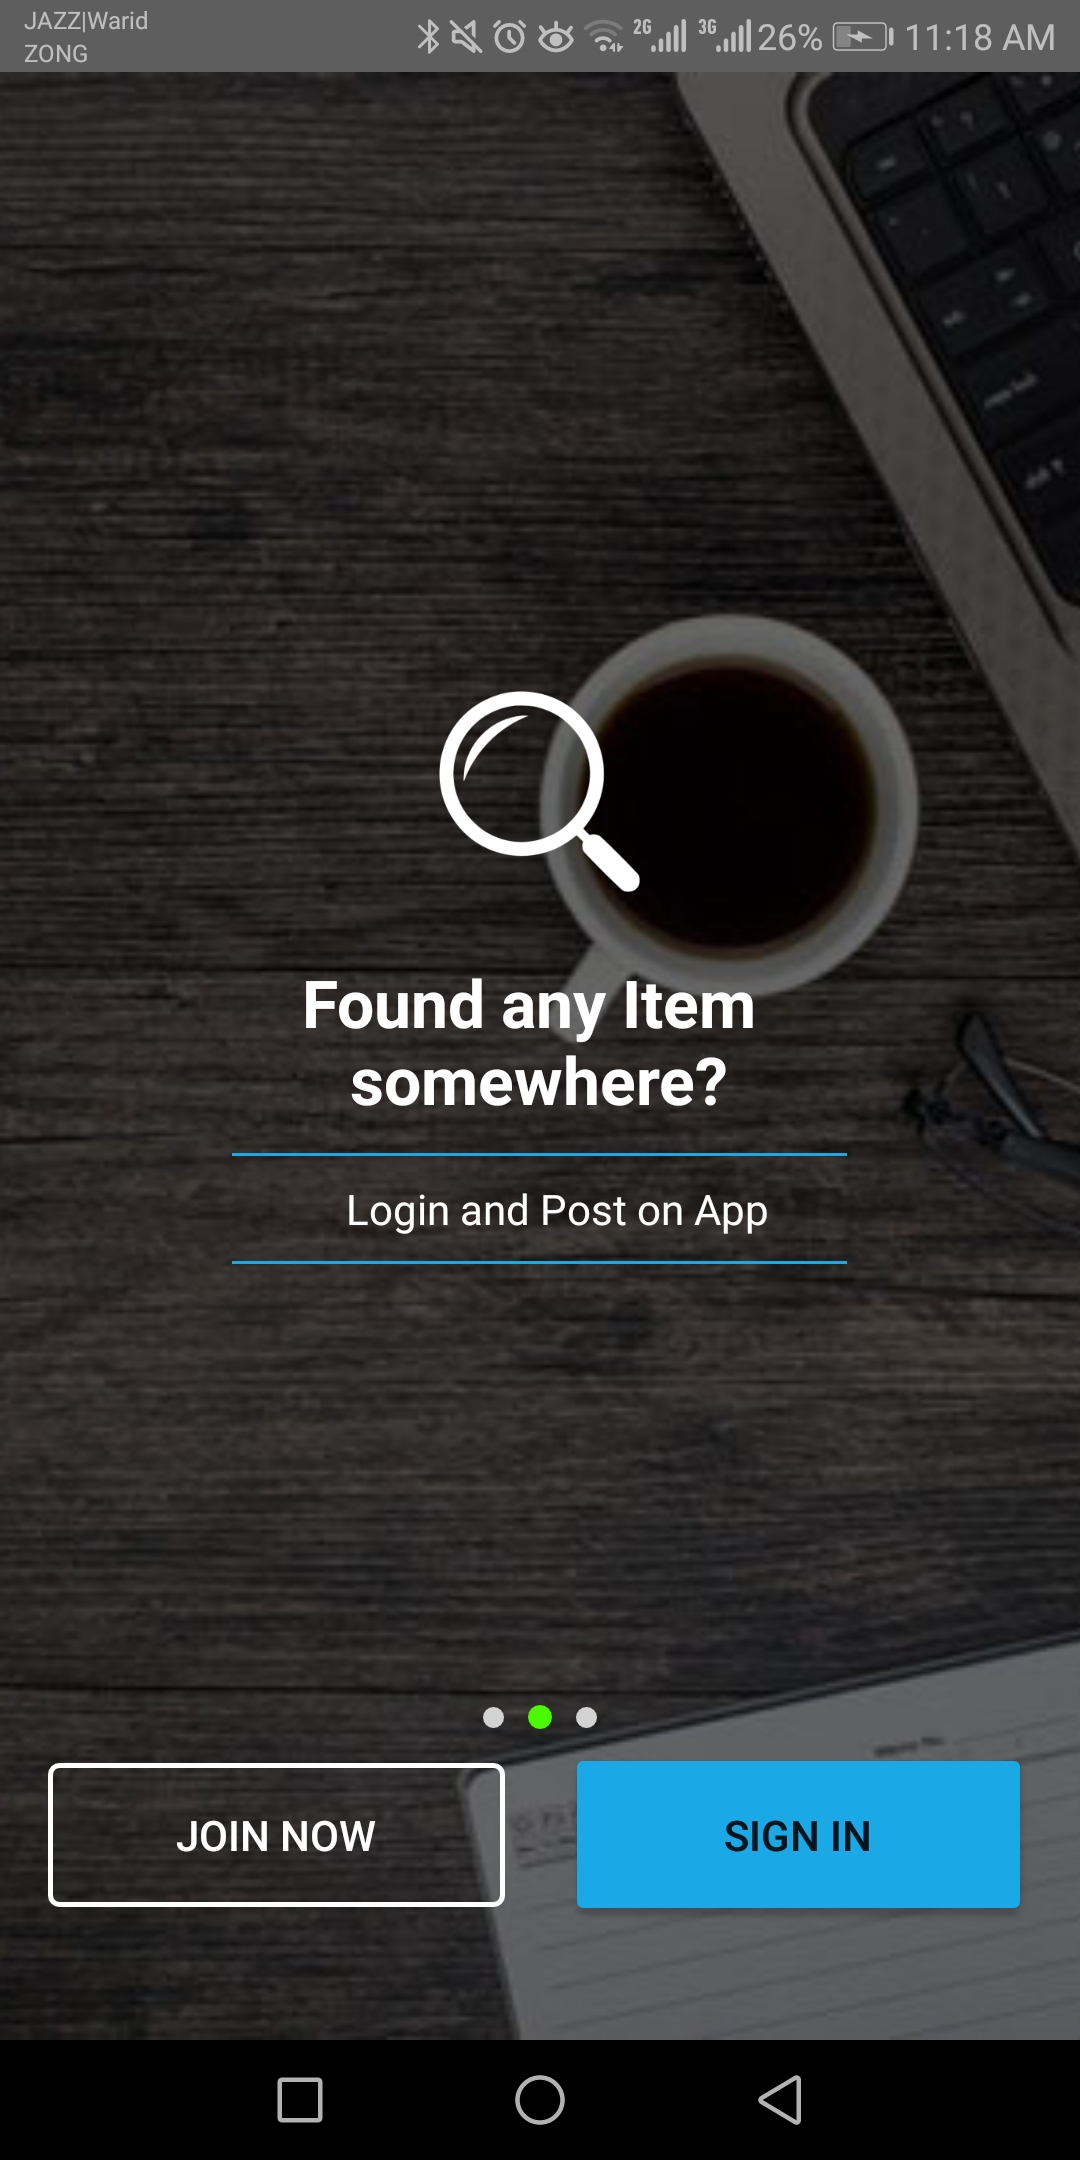 JAZZ|Warid
ZONG
2G 3G 26% 11:18 AM
Found any Item
somewhere?
Login and Post on App
JOIN NOW
SIGN IN